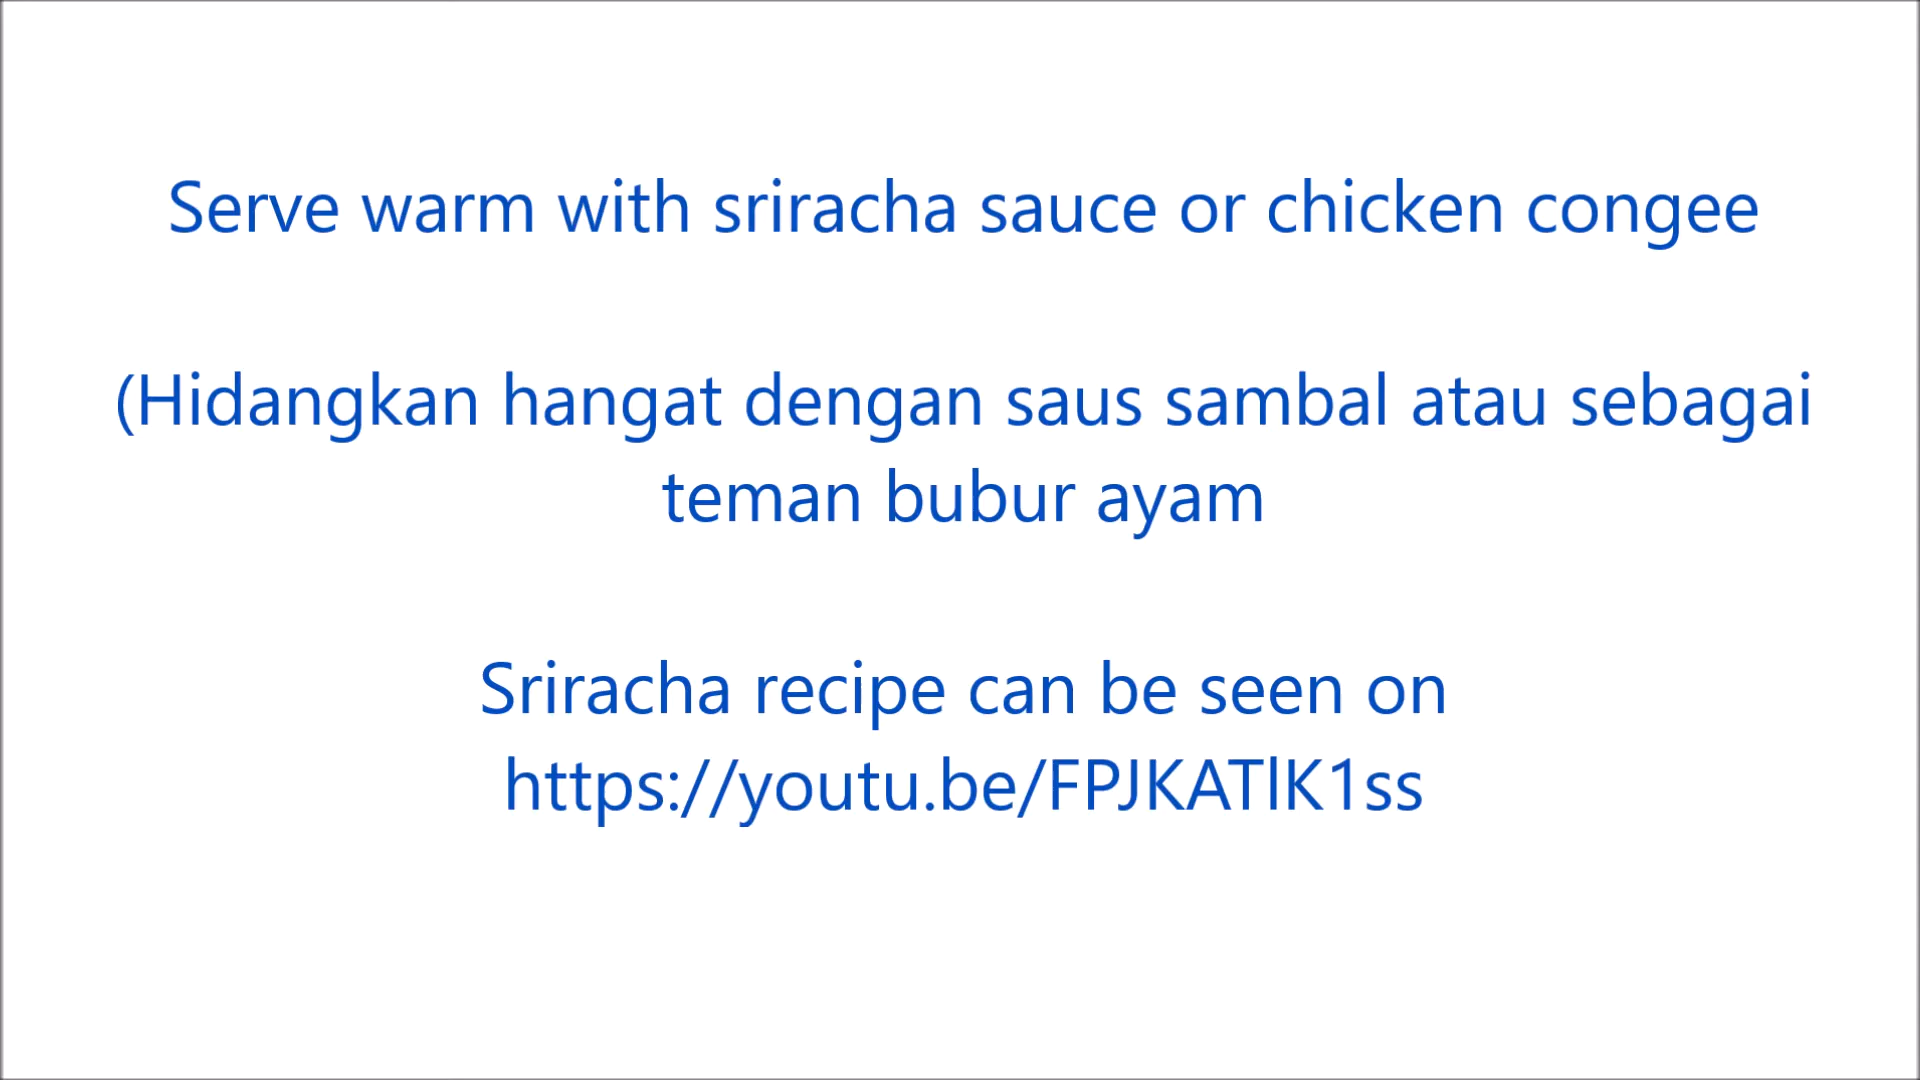 Serve warm with sriracha sauce or chicken congee
(Hidangkan hangat dengan saus sambal atau sebagai
teman bubur ayam
Sriracha recipe can be seen on
https://youtu.be/FPJKATlK1ss